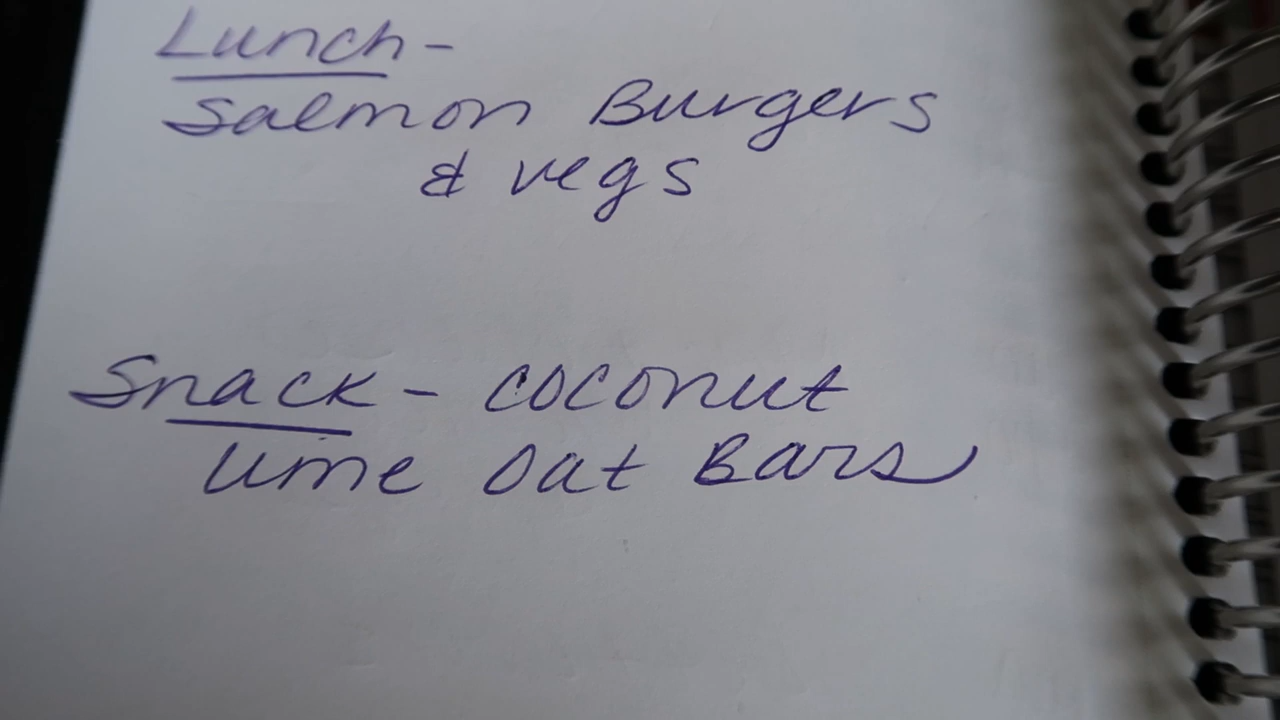 Lunch -
Salmon Burgers
& vegs
Snack - coconut
Lime Oat Bars